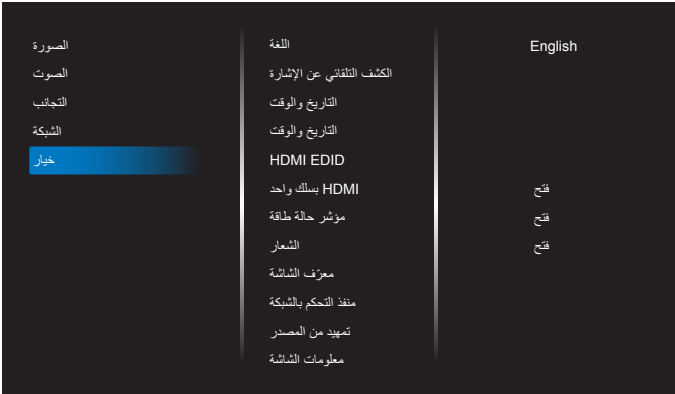 الصورة
الصوت
التجانب
الشبكة
خيار
اللغة
الكشف التلقائي عن الإشارة
التاريخ والوقت
التاريخ والوقت
HDMI EDID
HDMI بسلك واحد
مؤشر حالة طاقة
الشعار
معرّف الشاشة
منفذ التحكم بالشبكة
تمهيد من المصدر
معلومات الشاشة
English
فتح
فتح
فتح